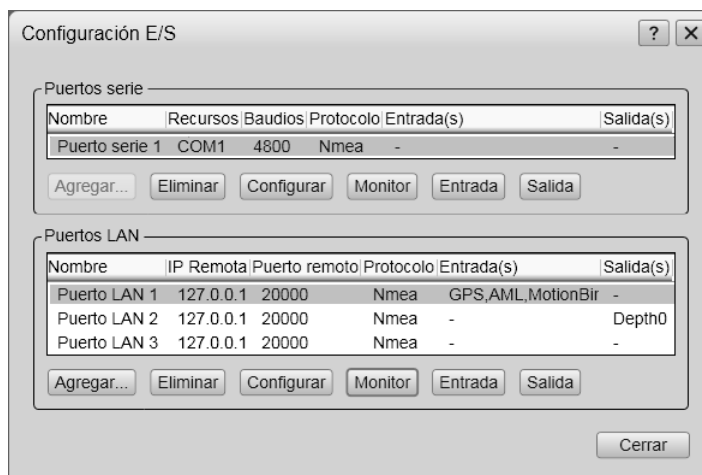 Configuración E/S ? X
Puertos serie
Nombre Recursos Baudios Protocolo Entrada(s) Salida(s)
Puerto serie 1 COM1 4800 Nmea - -
Agregar... Eliminar Configurar Monitor Entrada Salida
Puertos LAN
Nombre IP Remota Puerto remoto Protocolo Entrada(s) Salida(s)
Puerto LAN 1 127.0.0.1 20000 Nmea GPS,AML,MotionBir -
Puerto LAN 2 127.0.0.1 20000 Nmea - Depth0
Puerto LAN 3 127.0.0.1 20000 Nmea - -
Agregar... Eliminar Configurar Monitor Entrada Salida
Cerrar